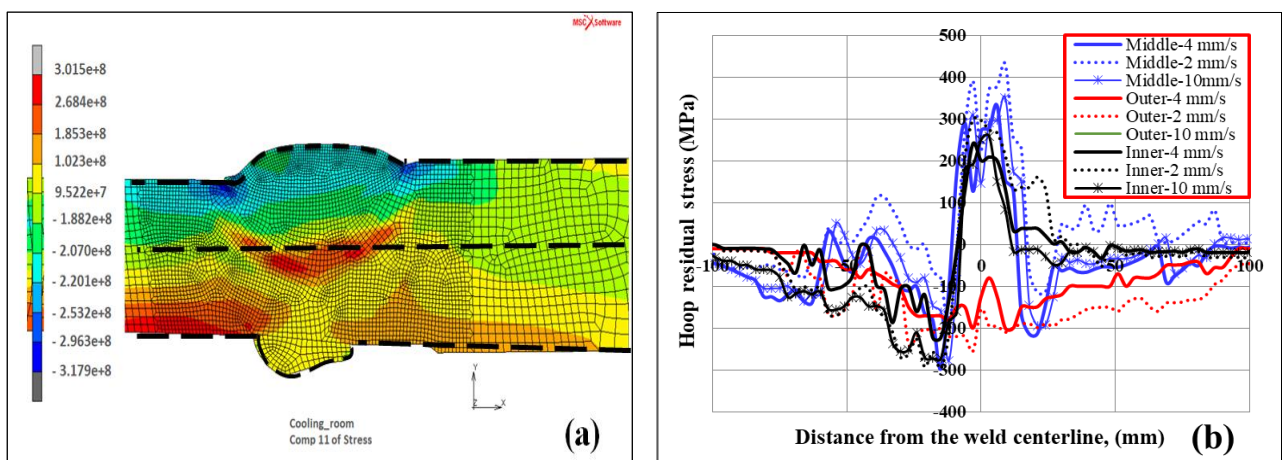 MSC Software
3.015e+8
2.684e+8
1.853e+8
1.023e+8
9.522e+7
- 1.882e+8
- 2.070e+8
- 2.201e+8
- 2.532e+8
- 2.963e+8
- 3.179e+8
Y
Z
X
Cooling_room
Comp 11 of Stress
(a)
Hoop residual stress (MPa)
500
400
300
200
100
0
-100
-200
-300
-400
-100
-50
0
50
100
Middle-4 mm/s
Middle-2 mm/s
Middle-10mm/s
Outer-4 mm/s
Outer-2 mm/s
Outer-10 mm/s
Inner-4 mm/s
Inner-2 mm/s
Inner-10 mm/s
Distance from the weld centerline, (mm)
(b)